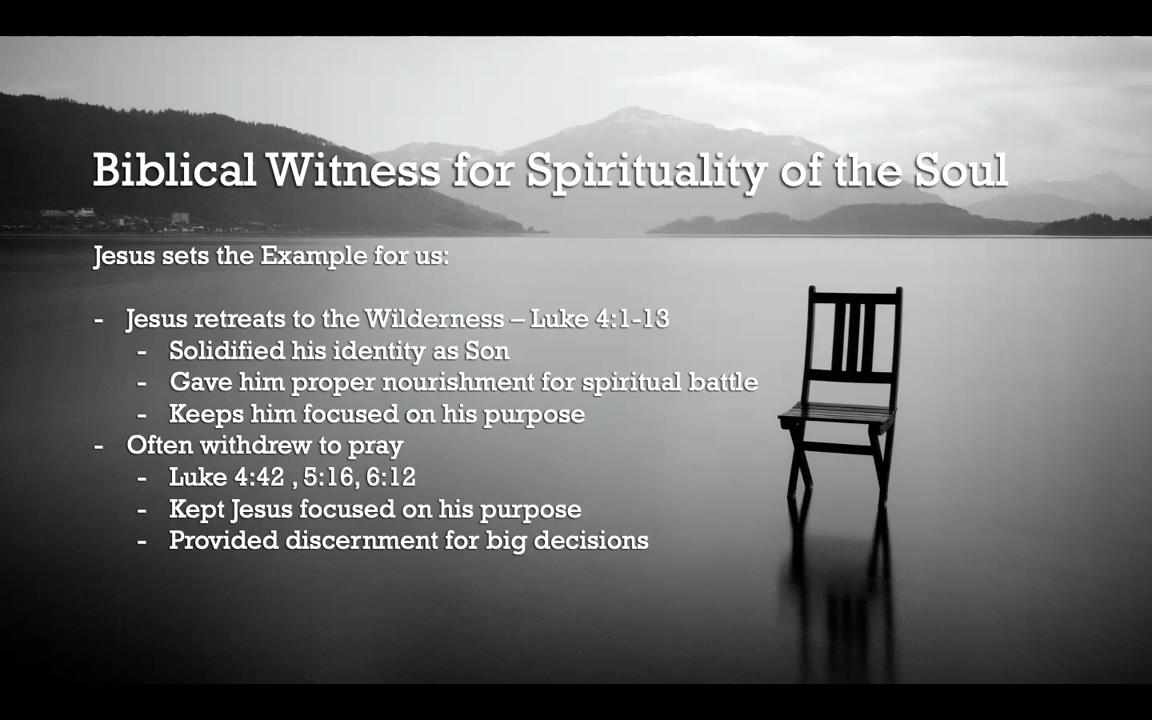 Biblical Witness for Spirituality of the Soul
Jesus sets the Example for us:
- Jesus retreats to the Wilderness – Luke 4:1-13
- Solidified his identity as Son
- Gave him proper nourishment for spiritual battle
- Keeps him focused on his purpose
- Often withdrew to pray
- Luke 4:42 , 5:16, 6:12
- Kept Jesus focused on his purpose
- Provided discernment for big decisions